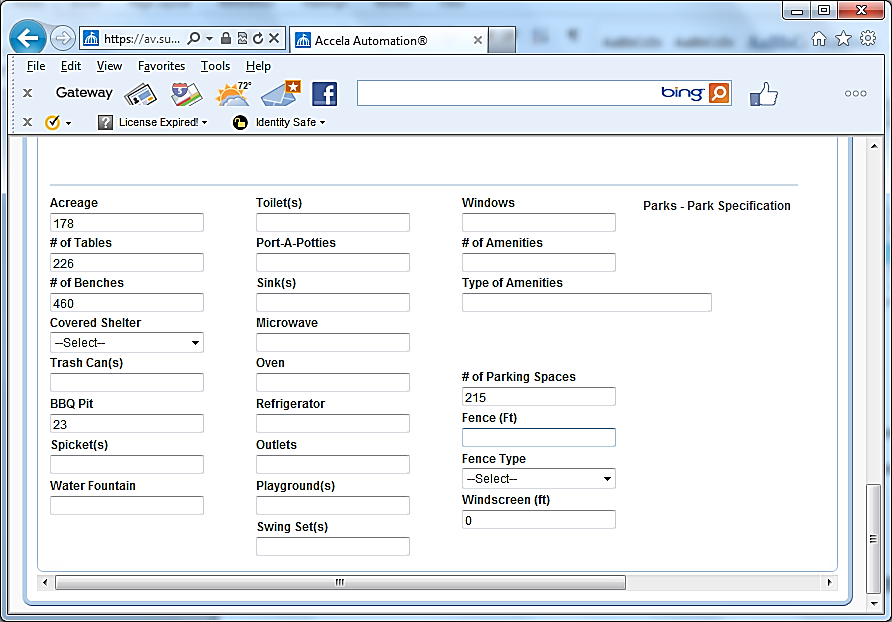 https://av.su...
Accela Automation®
File Edit View Favorites Tools Help
Gateway
5
72°
f
bing
License Expired!
Identity Safe
Acreage
178
# of Tables
226
# of Benches
460
Covered Shelter
--Select--
Trash Can(s)
BBQ Pit
23
Spicket(s)
Water Fountain
Toilet(s)
Port-A-Potties
Sink(s)
Microwave
Oven
Refrigerator
Outlets
Playground(s)
Swing Set(s)
Windows
# of Amenities
Type of Amenities
# of Parking Spaces
215
Fence (Ft)
Fence Type
--Select--
Windscreen (ft)
0
Parks - Park Specification